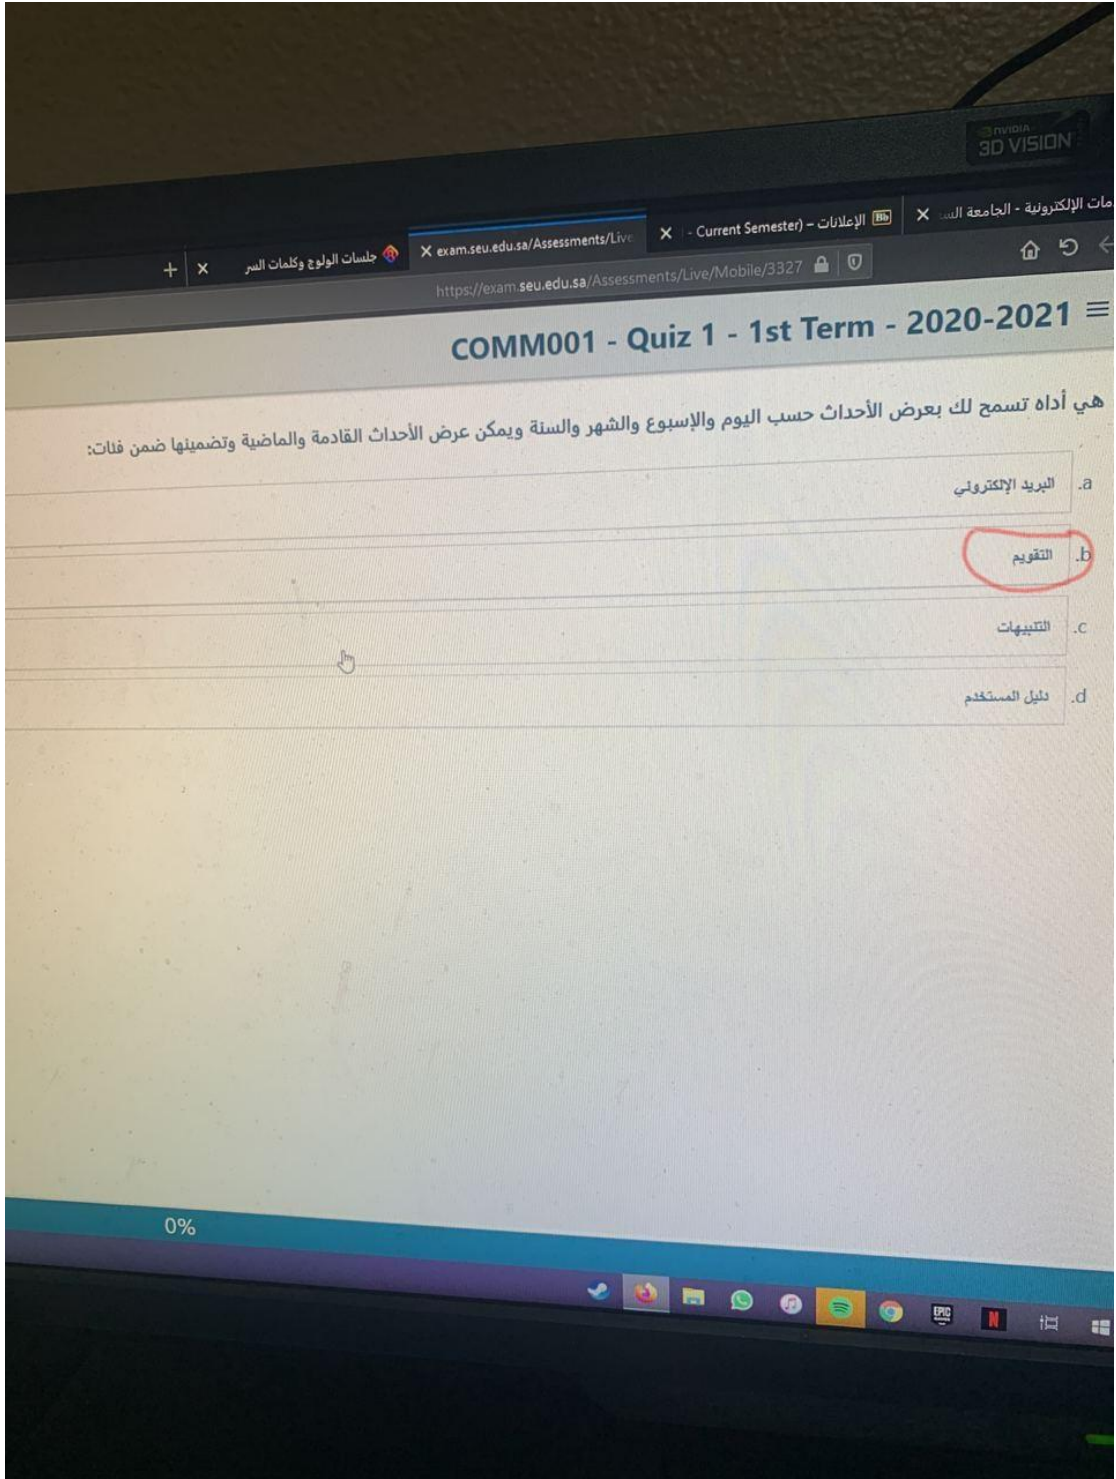 NVIDIA
3D VISION
مات الإلكترونية - الجامعة الس
Bb الإعلانات – (Current Semester -
exam.seu.edu.sa/Assessments/Live
جلسات الولوج وكلمات السر
https://exam.seu.edu.sa/Assessments/Live/Mobile/3327
COMM001 - Quiz 1 - 1st Term - 2020-2021
هي أداه تسمح لك بعرض الأحداث حسب اليوم والإسبوع والشهر والسنة ويمكن عرض الأحداث القادمة والماضية وتضمينها ضمن فئات:
a. البريد الإلكتروني
b. التقويم
c. التنبيهات
d. دليل المستخدم
0%
EPIC
N